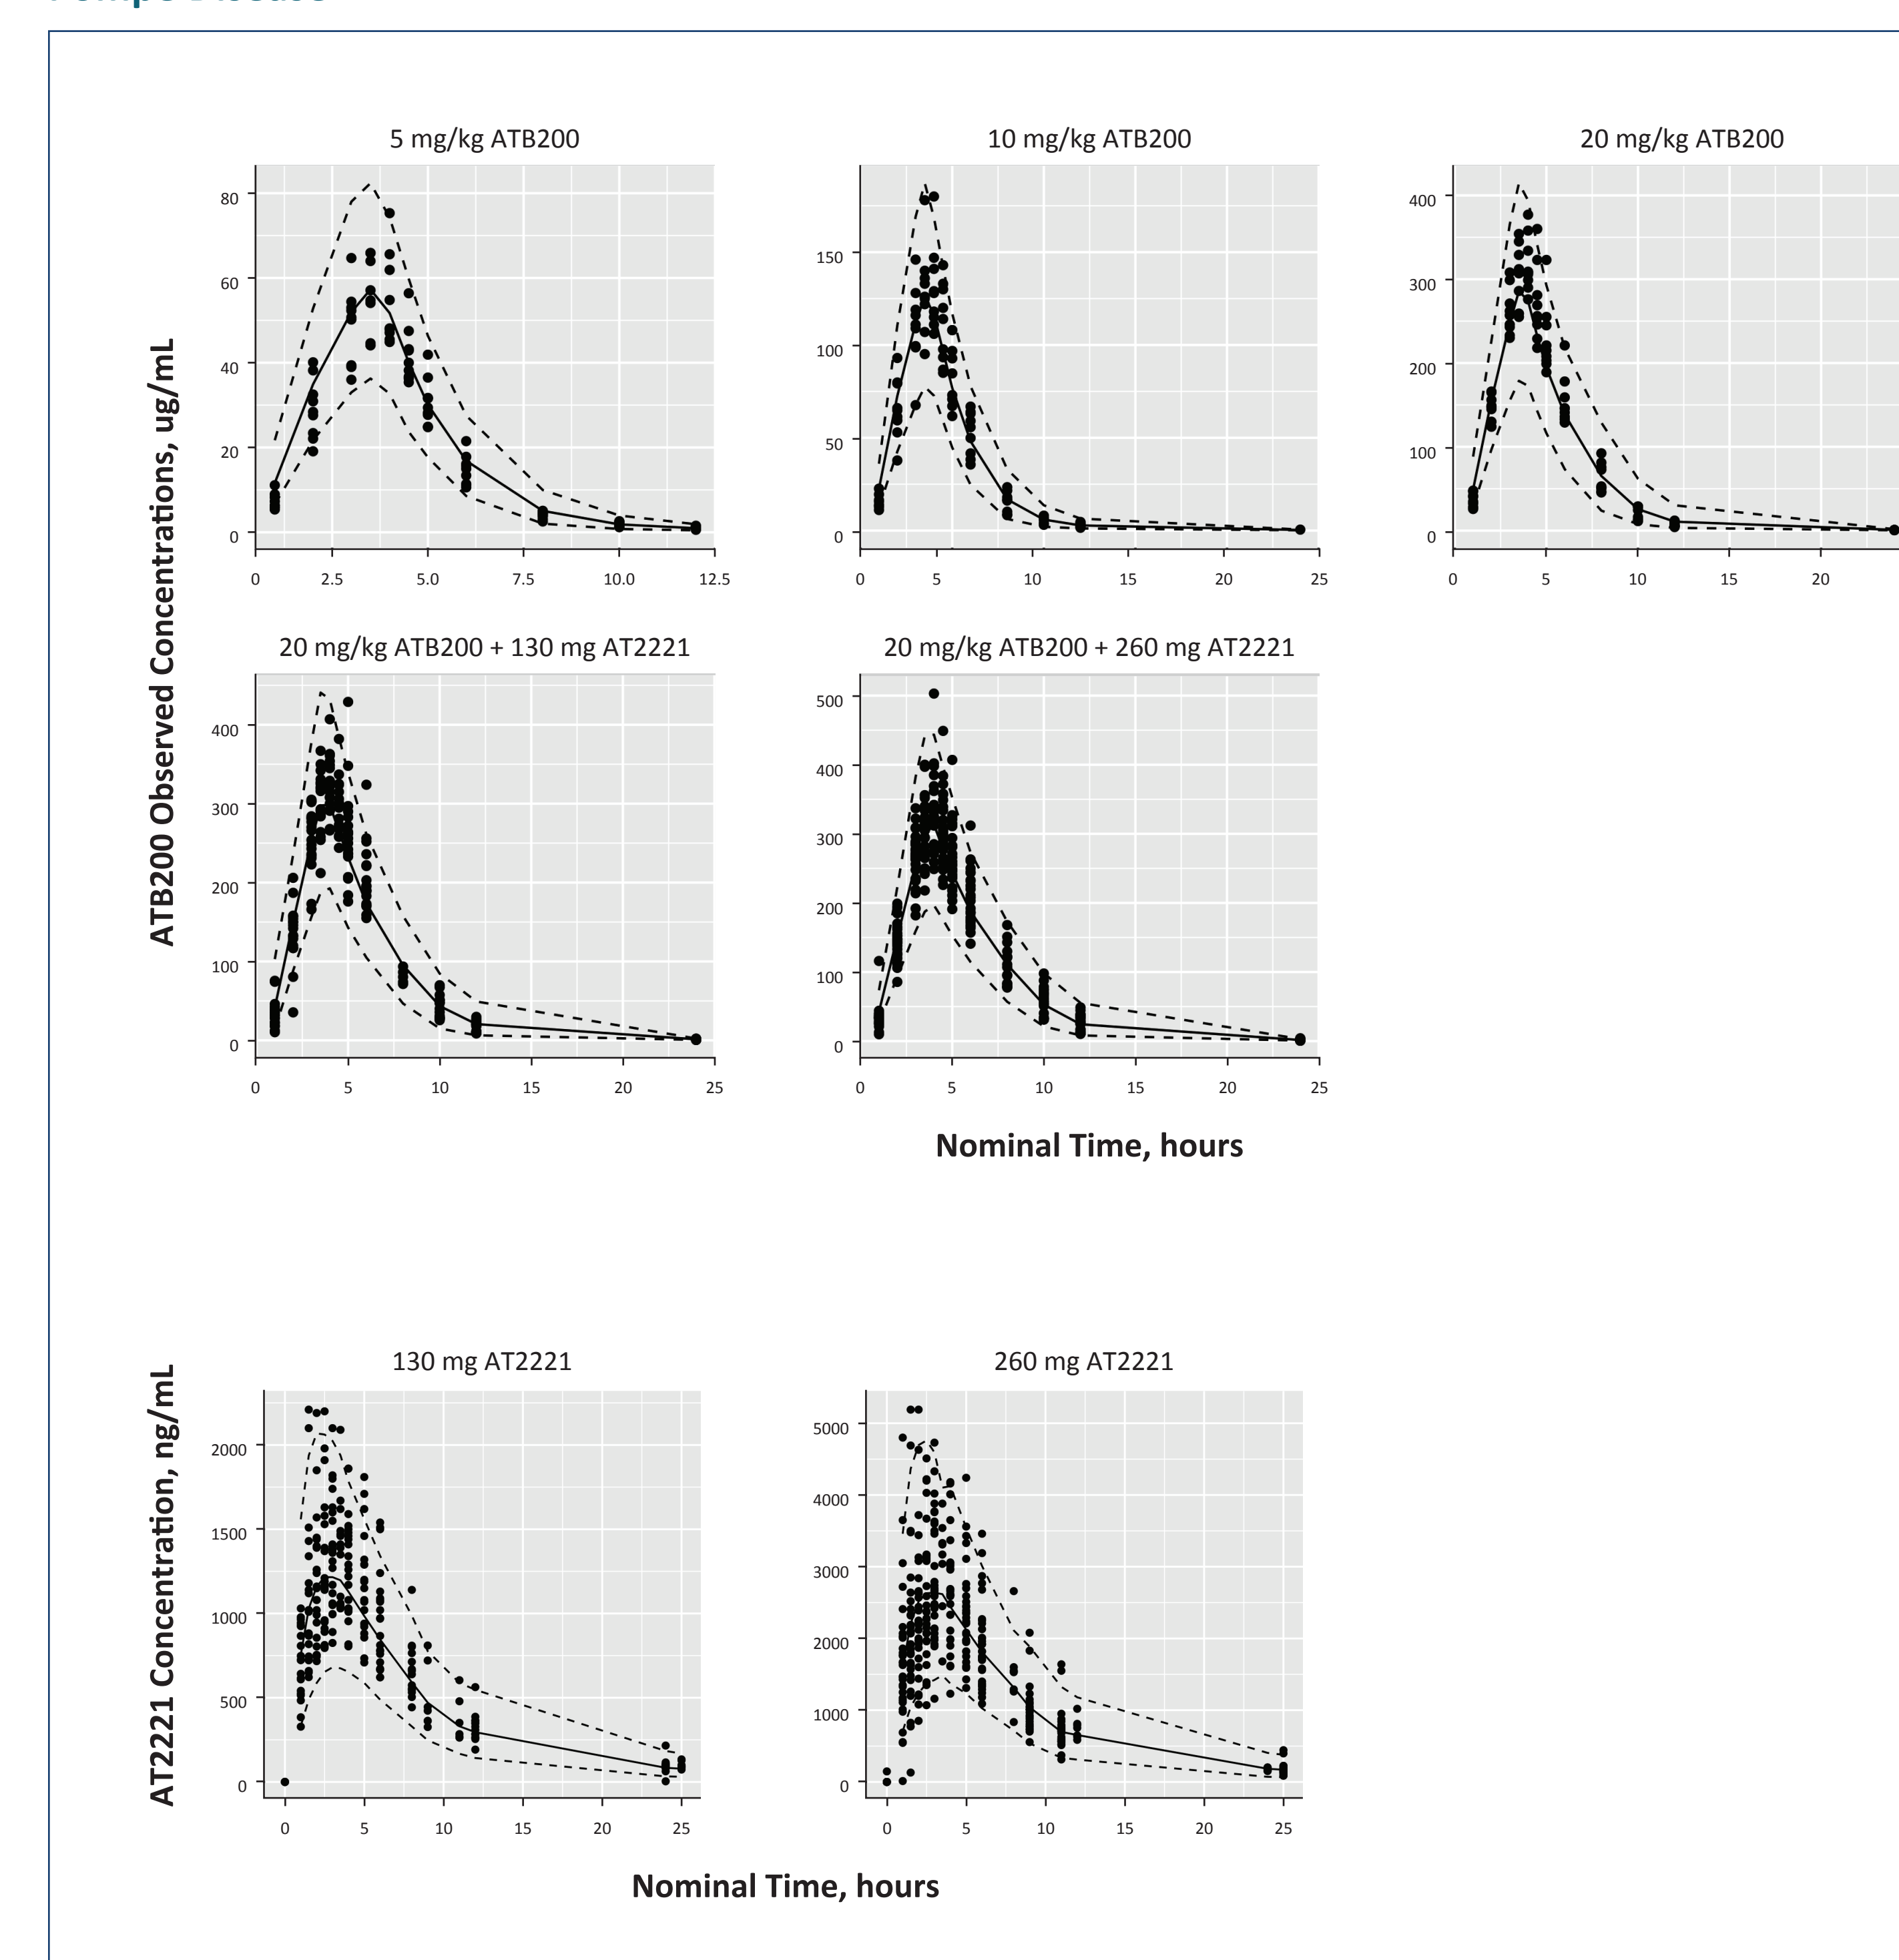 5 mg/kg ATB200
10 mg/kg ATB200
20 mg/kg ATB200
ATB200 Observed Concentrations, ug/mL
80
60
40
20
0
0 2.5 5.0 7.5 10.0 12.5
150
100
50
0
0 5 10 15 20 25
400
300
200
100
0
0 5 10 15 20
20 mg/kg ATB200 + 130 mg AT2221
20 mg/kg ATB200 + 260 mg AT2221
400
300
200
100
0
0 5 10 15 20 25
500
400
300
200
100
0
0 5 10 15 20 25
Nominal Time, hours
130 mg AT2221
260 mg AT2221
AT2221 Concentration, ng/mL
2000
1500
1000
500
0
0 5 10 15 20 25
5000
4000
3000
2000
1000
0
0 5 10 15 20 25
Nominal Time, hours